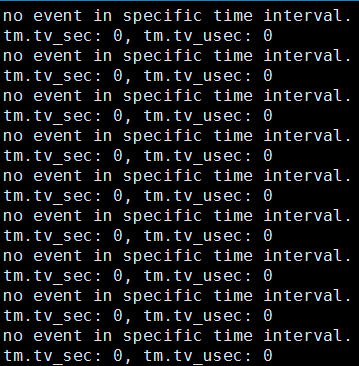 no event in specific time interval.
tm.tv_sec: 0, tm.tv_usec: 0
no event in specific time interval.
tm.tv_sec: 0, tm.tv_usec: 0
no event in specific time interval.
tm.tv_sec: 0, tm.tv_usec: 0
no event in specific time interval.
tm.tv_sec: 0, tm.tv_usec: 0
no event in specific time interval.
tm.tv_sec: 0, tm.tv_usec: 0
no event in specific time interval.
tm.tv_sec: 0, tm.tv_usec: 0
no event in specific time interval.
tm.tv_sec: 0, tm.tv_usec: 0
no event in specific time interval.
tm.tv_sec: 0, tm.tv_usec: 0
no event in specific time interval.
tm.tv_sec: 0, tm.tv_usec: 0